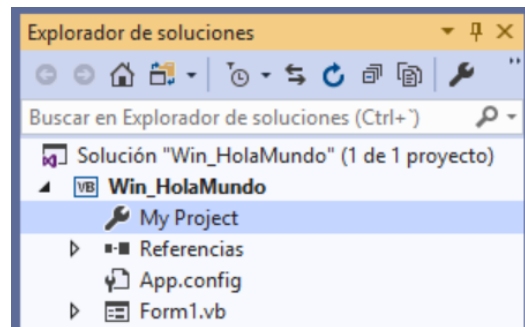 Explorador de soluciones
Buscar en Explorador de soluciones (Ctrl+`)
Solución "Win_HolaMundo" (1 de 1 proyecto)
VB Win_HolaMundo
My Project
Referencias
App.config
Form1.vb